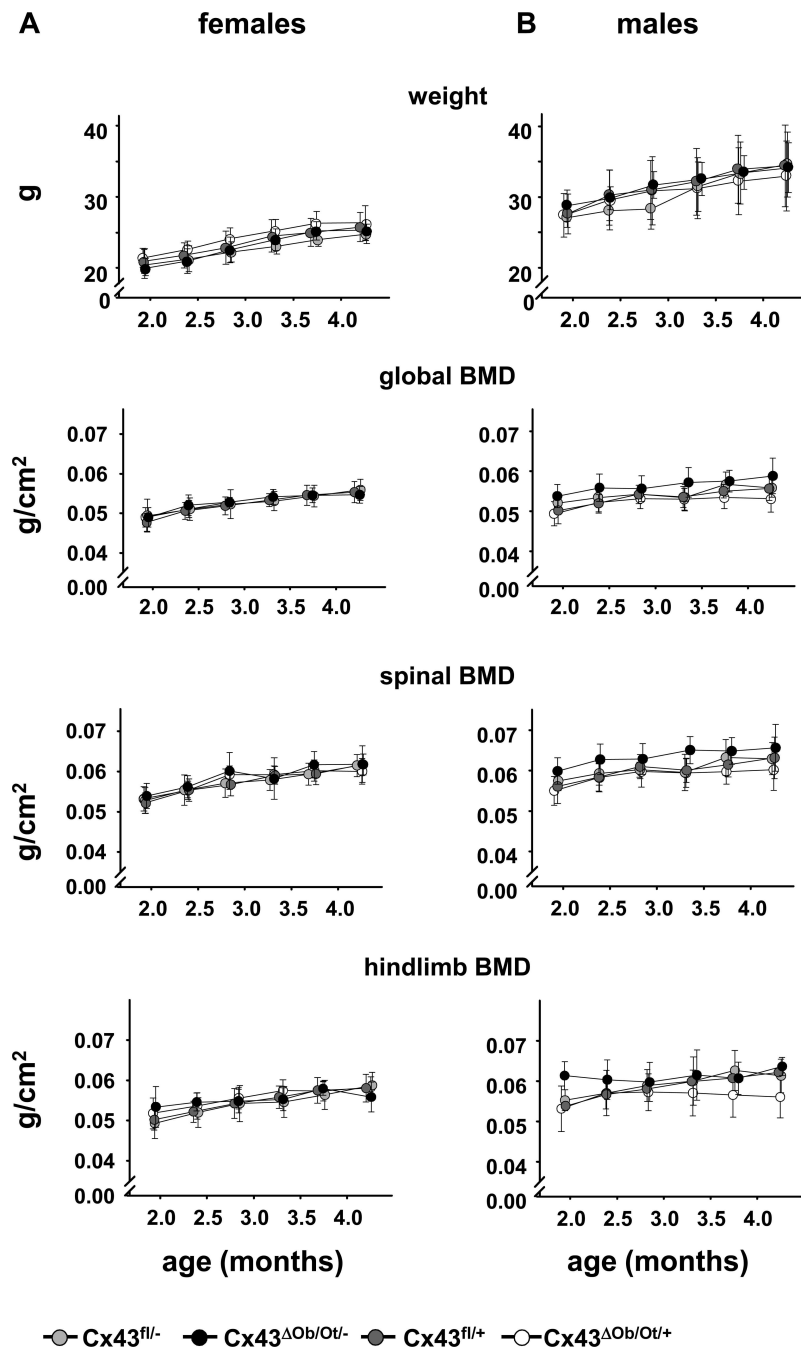 A females B males
weight
g
40 40
30 30
20 20
0 0
2.0 2.5 3.0 3.5 4.0 2.0 2.5 3.0 3.5 4.0
global BMD
g/cm²
0.07 0.07
0.06 0.06
0.05 0.05
0.04 0.04
0.00 0.00
2.0 2.5 3.0 3.5 4.0 2.0 2.5 3.0 3.5 4.0
spinal BMD
g/cm²
0.07 0.07
0.06 0.06
0.05 0.05
0.04 0.04
0.00 0.00
2.0 2.5 3.0 3.5 4.0 2.0 2.5 3.0 3.5 4.0
hindlimb BMD
g/cm²
0.07 0.07
0.06 0.06
0.05 0.05
0.04 0.04
0.00 0.00
2.0 2.5 3.0 3.5 4.0 2.0 2.5 3.0 3.5 4.0
age (months) age (months)
Cx43fl/- Cx43ΔOb/Ot/- Cx43fl/+ Cx43ΔOb/Ot/+